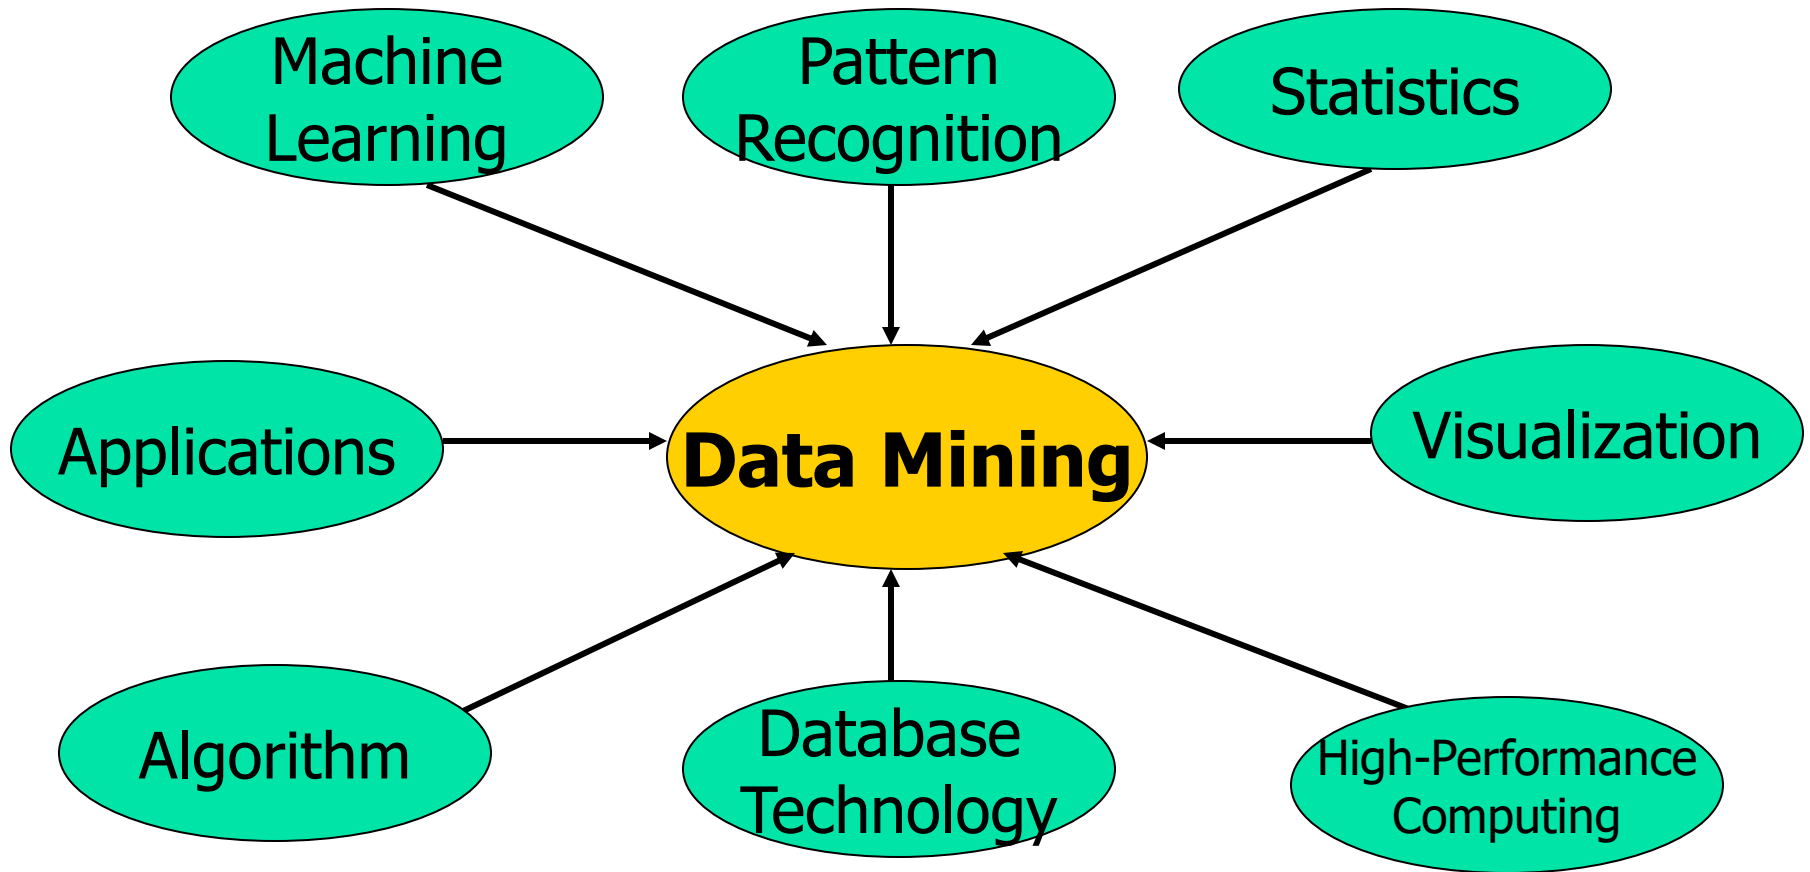 Machine
Learning
Pattern
Recognition
Statistics
Applications
Data Mining
Visualization
Algorithm
Database
Technology
High-Performance
Computing